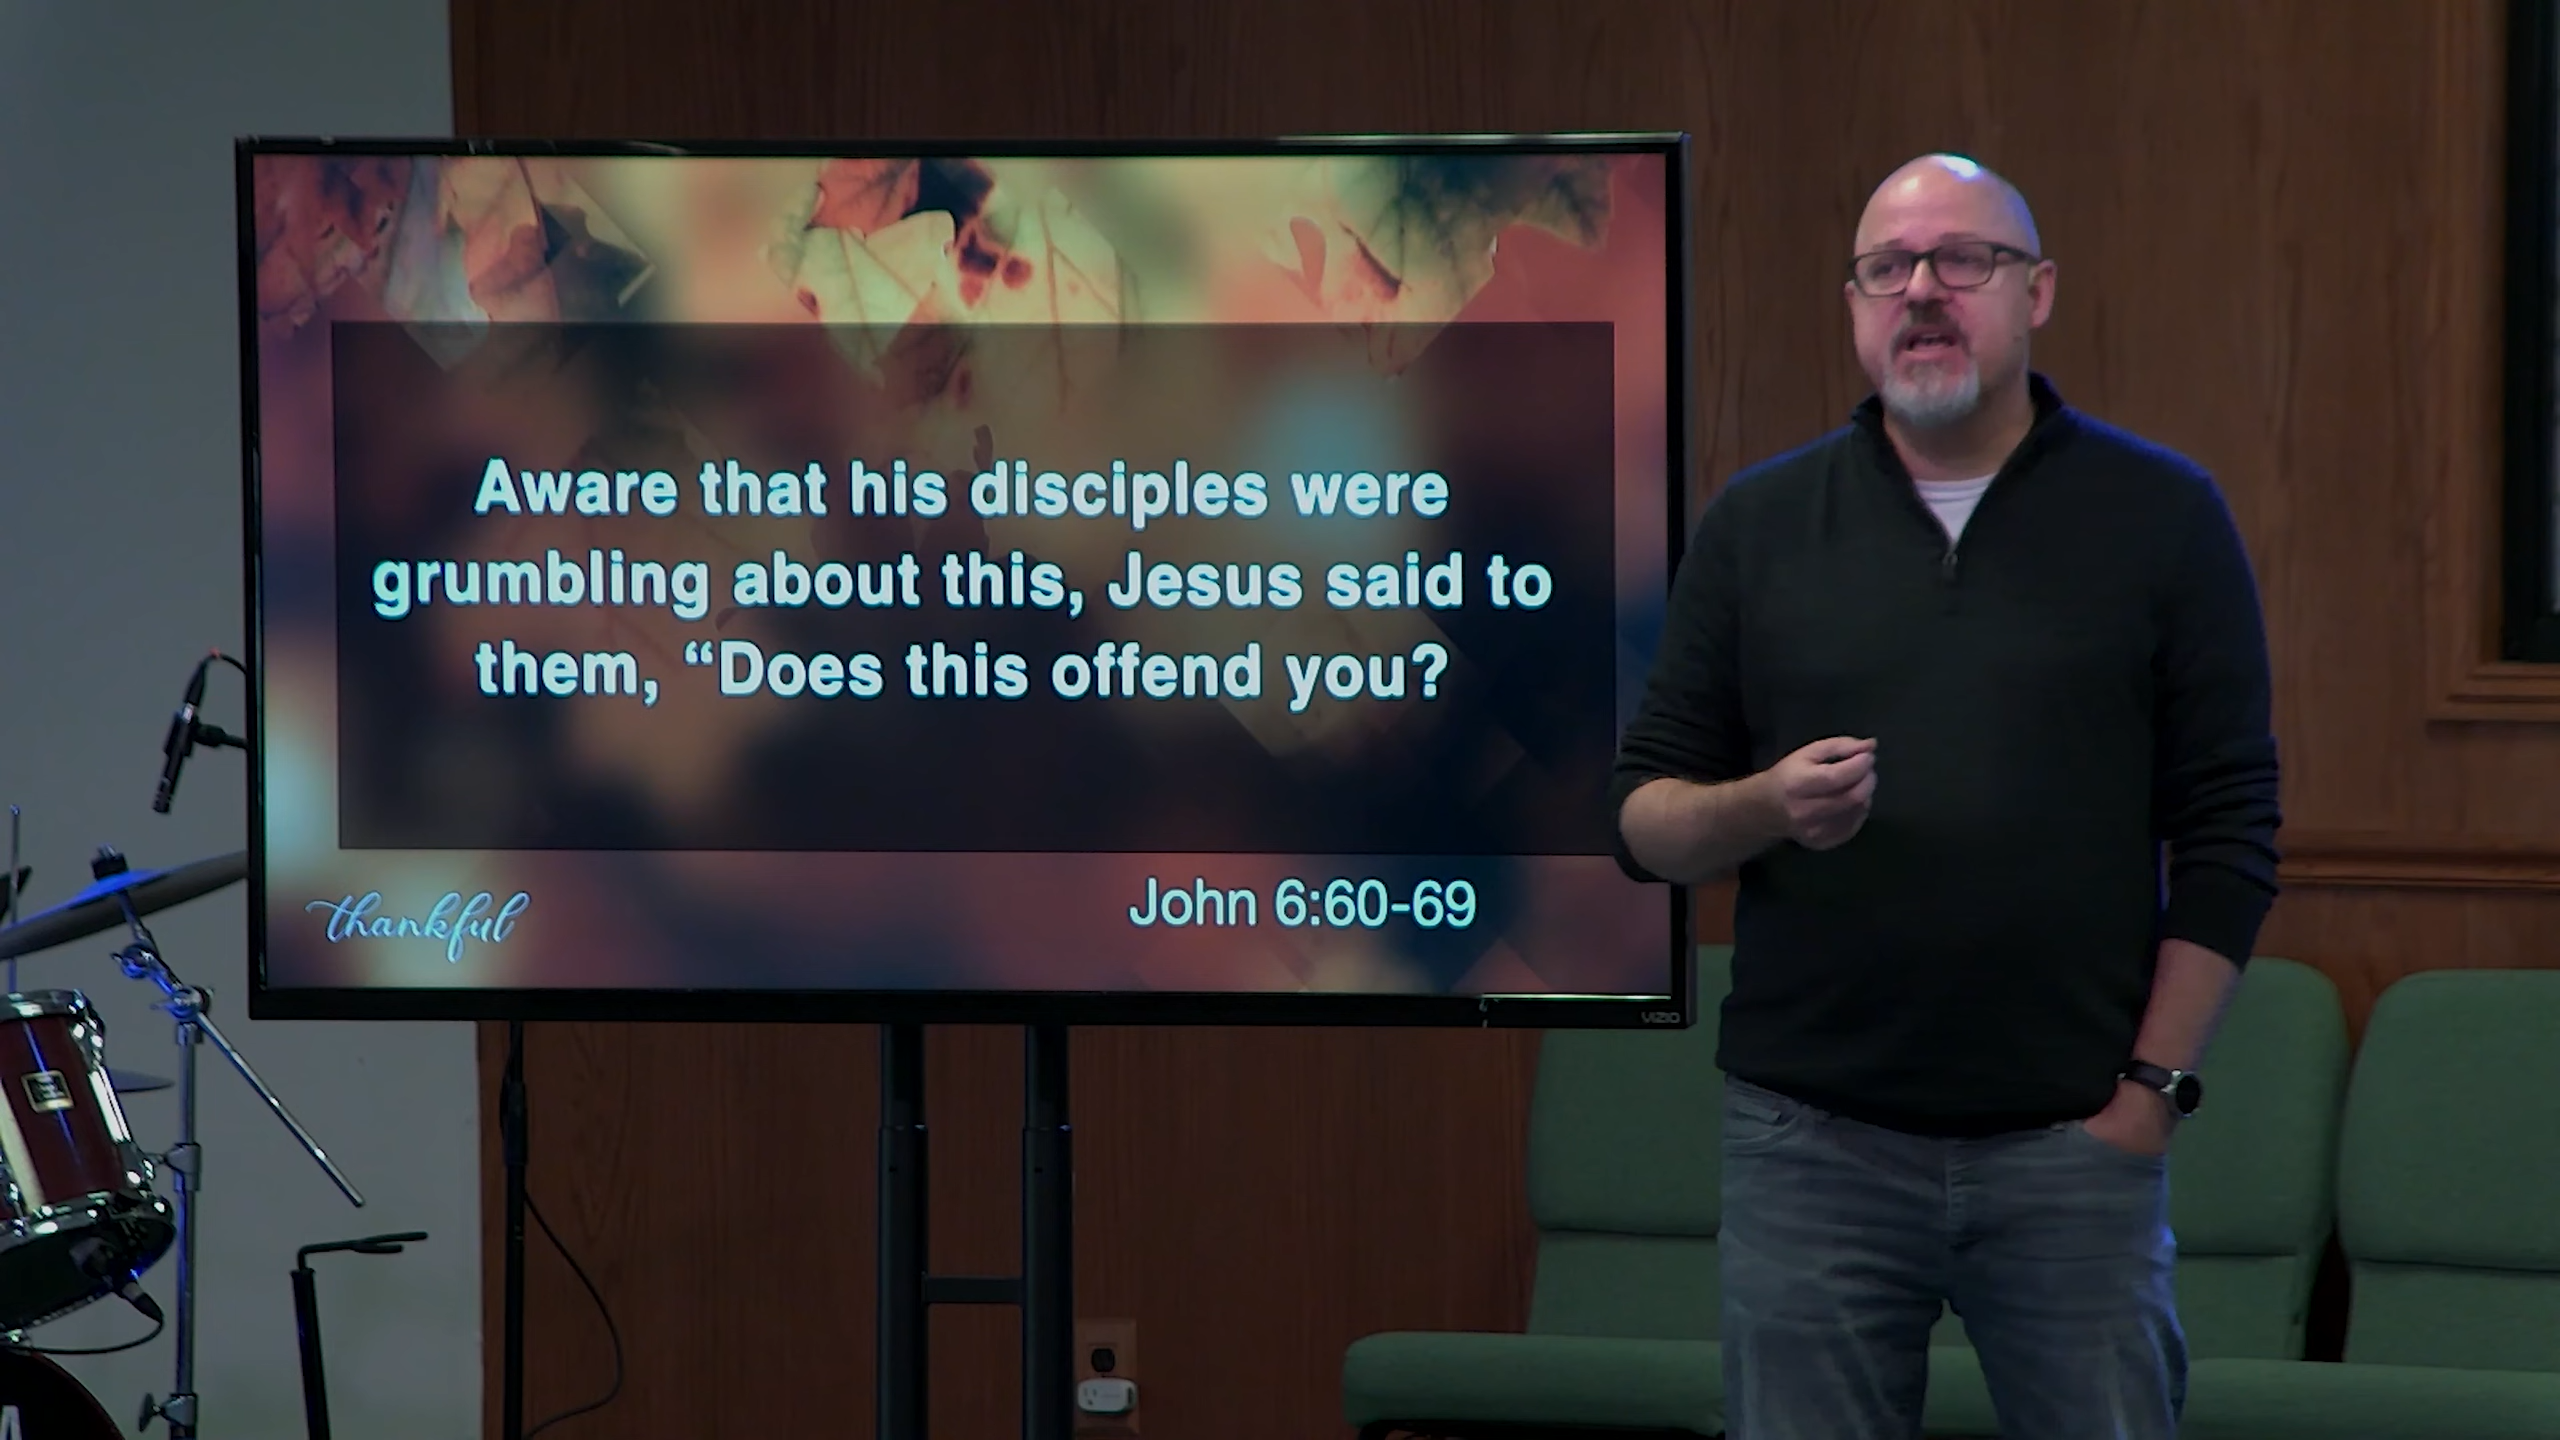 Aware that his disciples were
grumbling about this, Jesus said to
them, “Does this offend you?
thankful
John 6:60-69
VIZIO